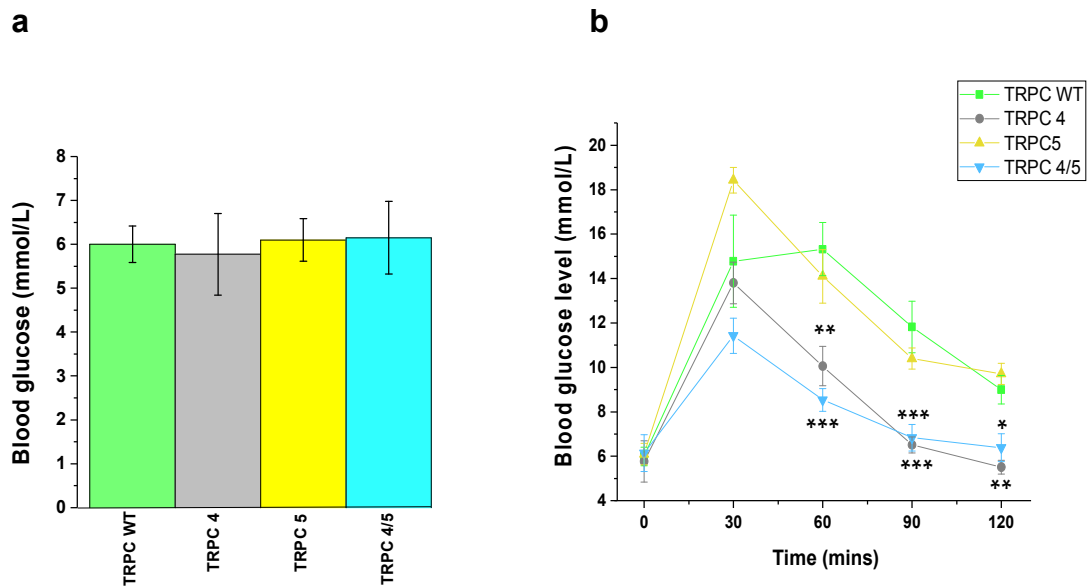 a
b
TRPC WT
TRPC 4
TRPC5
TRPC 4/5
Blood glucose (mmol/L)
8
7
6
5
4
3
2
1
0
TRPC WT
TRPC 4
TRPC 5
TRPC 4/5
Blood glucose level (mmol/L)
20
18
16
14
12
10
8
6
4
**
***
***
***
*
**
0
30
60
90
120
Time (mins)